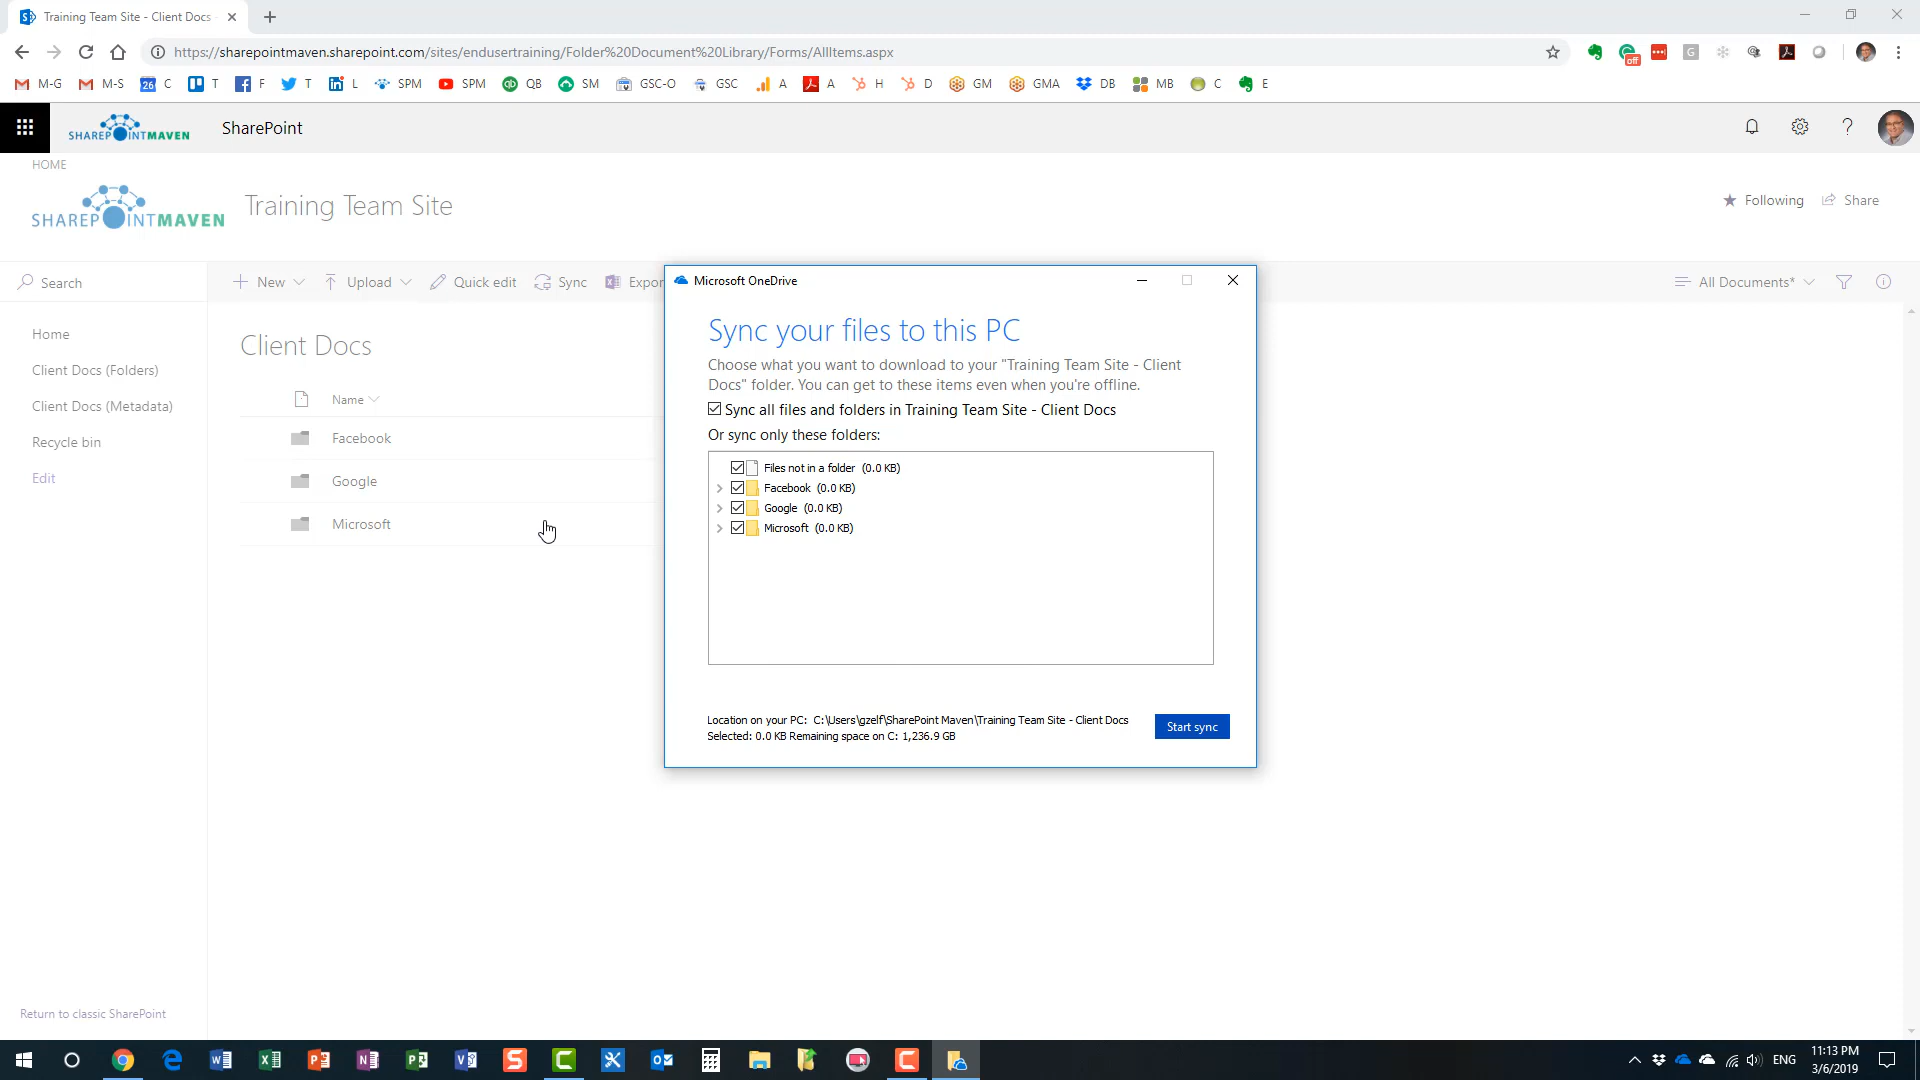 Training Team Site - Client Docs
https://sharepointmaven.sharepoint.com/sites/endusertraining/Folder%20Document%20Library/Forms/AllItems.aspx
off
M-G M-S 26 C T F T L SPM SPM QB SM GSC-O GSC A A H D GM GMA DB MB C E
SHAREPOINTMAVEN SharePoint
HOME
SHAREPOINTMAVEN
Training Team Site
Following Share
Search
New Upload Quick edit Sync Expor
All Documents*
Home
Client Docs (Folders)
Client Docs (Metadata)
Recycle bin
Edit
Client Docs
Name
Facebook
Google
Microsoft
Microsoft OneDrive
Sync your files to this PC
Choose what you want to download to your "Training Team Site - Client
Docs" folder. You can get to these items even when you're offline.
Sync all files and folders in Training Team Site - Client Docs
Or sync only these folders:
Files not in a folder (0.0 KB)
Facebook (0.0 KB)
Google (0.0 KB)
Microsoft (0.0 KB)
Location on your PC: C:\Users\gzelf\SharePoint Maven\Training Team Site - Client Docs
Selected: 0.0 KB Remaining space on C: 1,236.9 GB
Start sync
Return to classic SharePoint
ENG
11:13 PM
3/6/2019